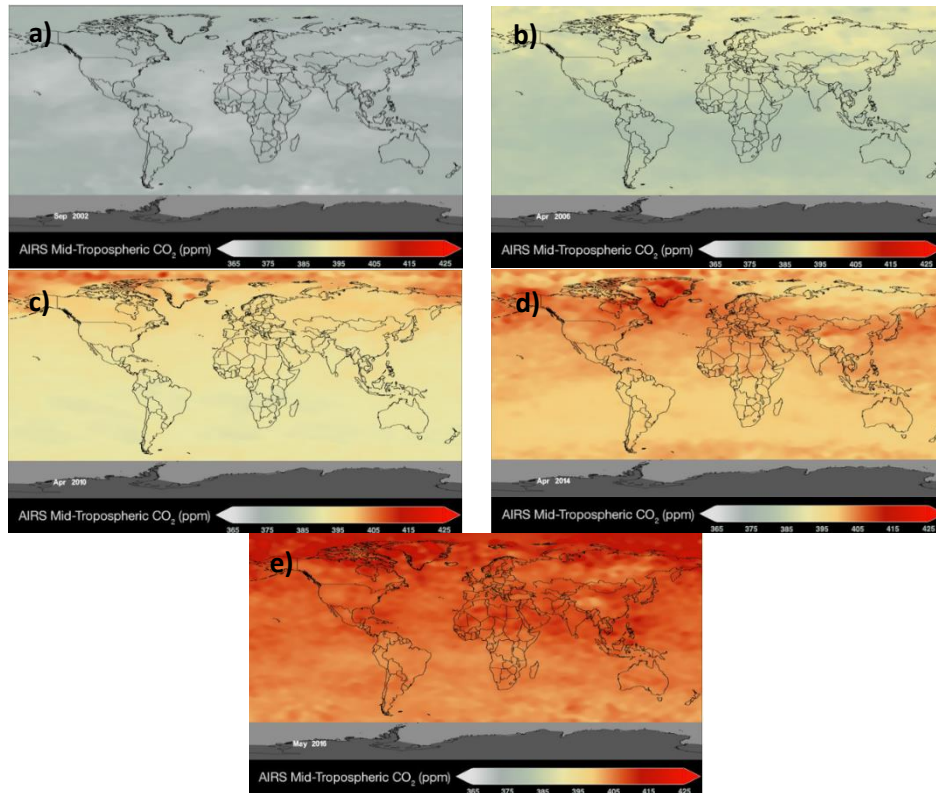 a)
Sep 2002
AIRS Mid-Tropospheric CO₂ (ppm)
365 375 385 395 405 415 425
b)
Apr 2006
AIRS Mid-Tropospheric CO₂ (ppm)
365 375 385 395 405 415 425
c)
Apr 2010
AIRS Mid-Tropospheric CO₂ (ppm)
365 375 385 395 405 415 425
d)
Apr 2014
AIRS Mid-Tropospheric CO₂ (ppm)
365 375 385 395 405 415 425
e)
May 2016
AIRS Mid-Tropospheric CO₂ (ppm)
365 375 385 395 405 415 425